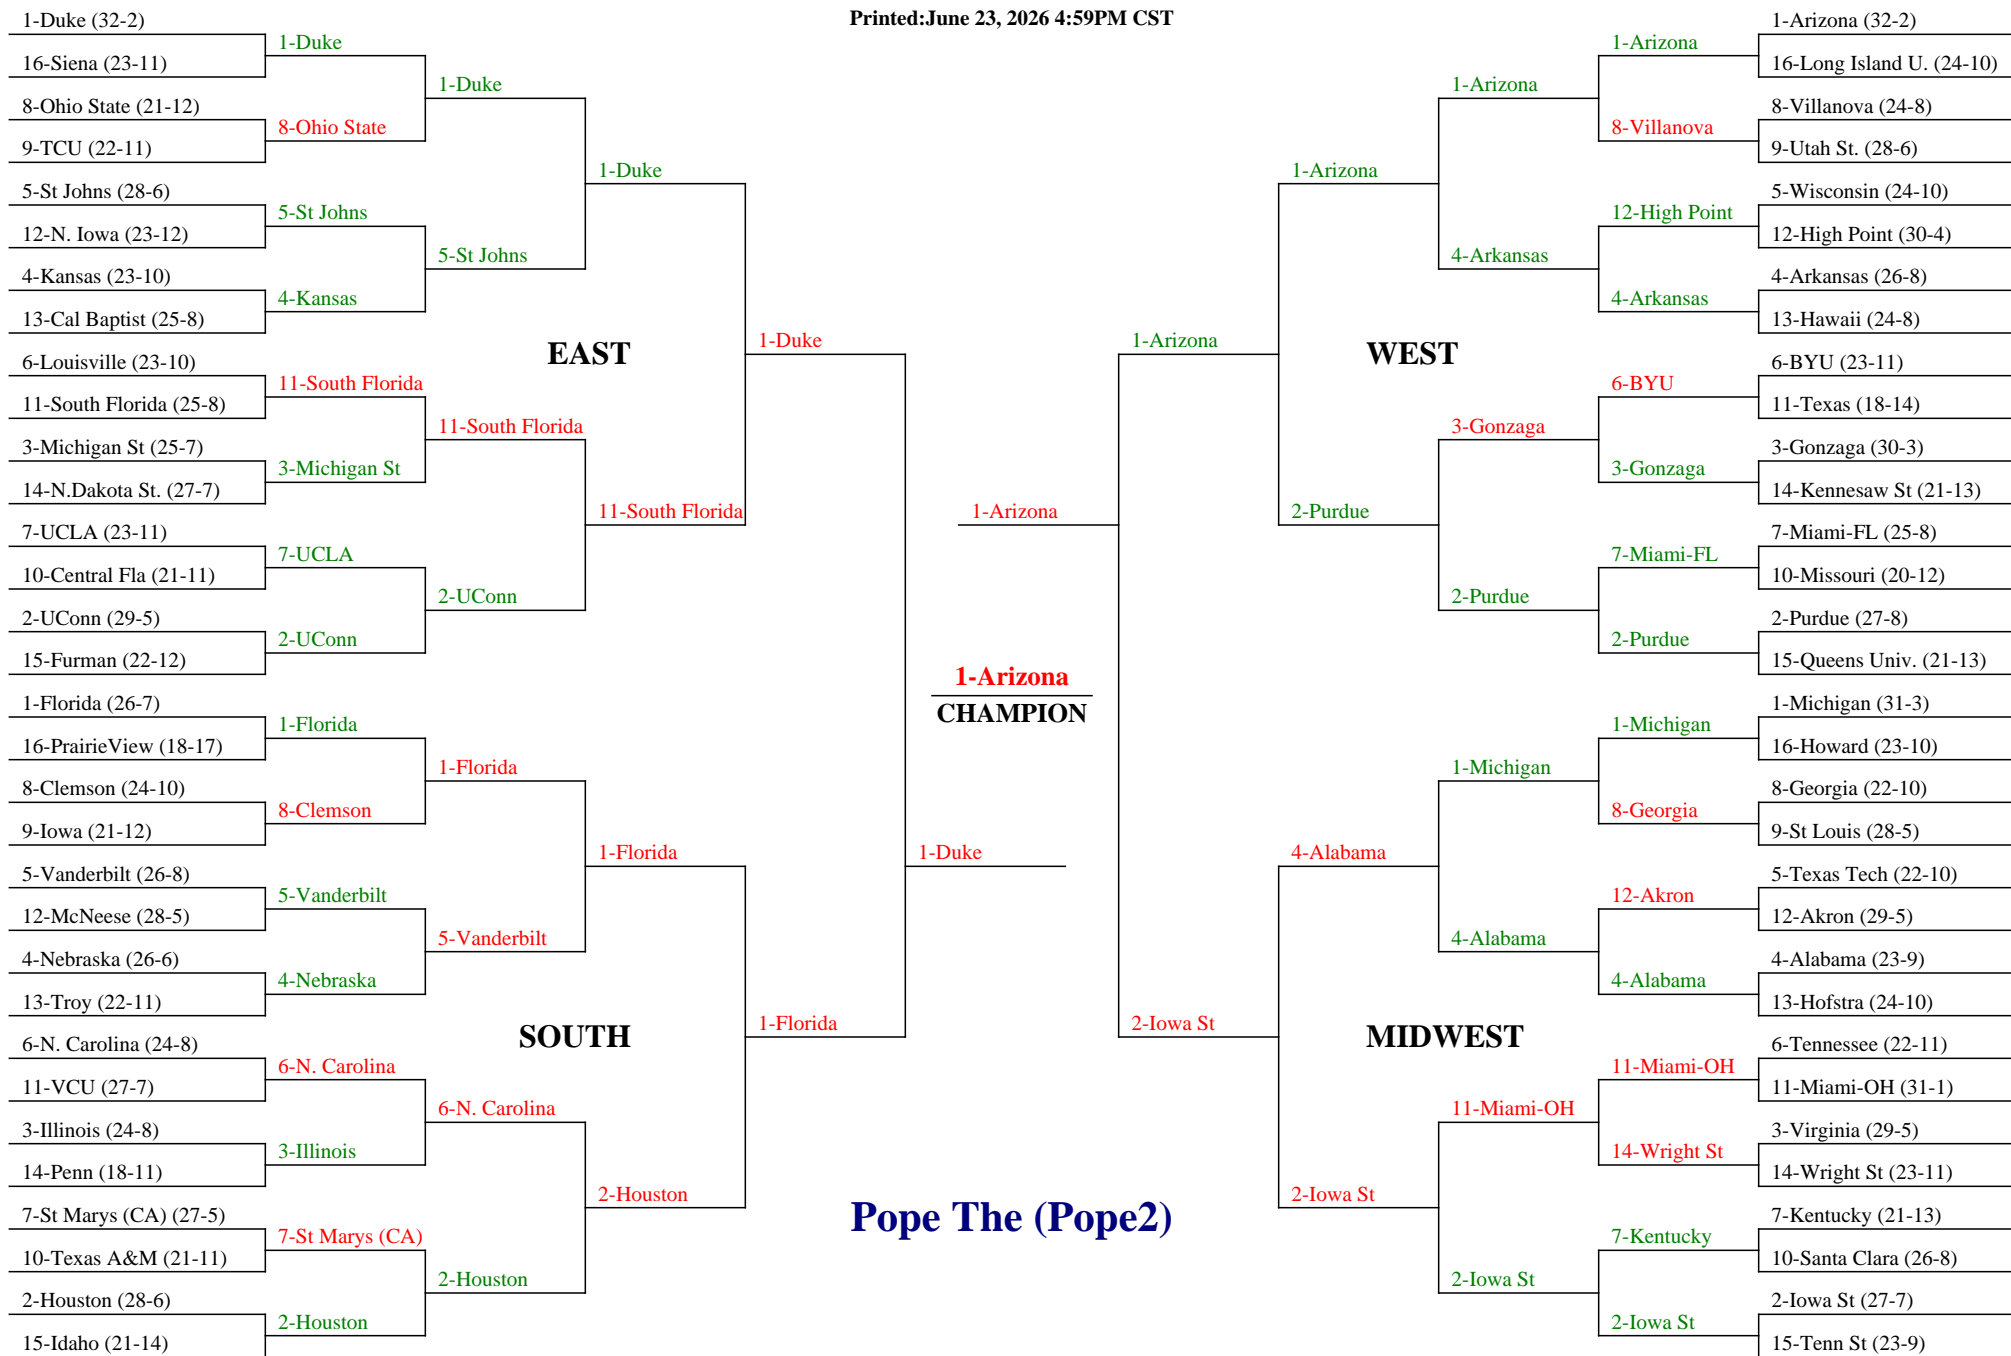 Printed:June 23, 2026 4:59PM CST
1-Duke (32-2)
16-Siena (23-11)
8-Ohio State (21-12)
9-TCU (22-11)
5-St Johns (28-6)
12-N. Iowa (23-12)
4-Kansas (23-10)
13-Cal Baptist (25-8)
6-Louisville (23-10)
11-South Florida (25-8)
3-Michigan St (25-7)
14-N.Dakota St. (27-7)
7-UCLA (23-11)
10-Central Fla (21-11)
2-UConn (29-5)
15-Furman (22-12)
1-Florida (26-7)
16-PrairieView (18-17)
8-Clemson (24-10)
9-Iowa (21-12)
5-Vanderbilt (26-8)
12-McNeese (28-5)
4-Nebraska (26-6)
13-Troy (22-11)
6-N. Carolina (24-8)
11-VCU (27-7)
3-Illinois (24-8)
14-Penn (18-11)
7-St Marys (CA) (27-5)
10-Texas A&M (21-11)
2-Houston (28-6)
15-Idaho (21-14)
1-Duke
8-Ohio State
5-St Johns
4-Kansas
11-South Florida
3-Michigan St
7-UCLA
2-UConn
1-Florida
8-Clemson
5-Vanderbilt
4-Nebraska
6-N. Carolina
3-Illinois
7-St Marys (CA)
2-Houston
1-Duke
5-St Johns
11-South Florida
2-UConn
1-Florida
5-Vanderbilt
6-N. Carolina
2-Houston
1-Duke
11-South Florida
1-Florida
2-Houston
EAST
SOUTH
1-Duke
1-Florida
1-Duke
1-Arizona
1-Arizona
CHAMPION
Pope The (Pope2)
1-Arizona
2-Iowa St
WEST
MIDWEST
1-Arizona
2-Purdue
4-Alabama
2-Iowa St
1-Arizona
4-Arkansas
3-Gonzaga
2-Purdue
1-Michigan
4-Alabama
11-Miami-OH
2-Iowa St
1-Arizona
8-Villanova
12-High Point
4-Arkansas
6-BYU
3-Gonzaga
7-Miami-FL
2-Purdue
1-Michigan
8-Georgia
12-Akron
4-Alabama
11-Miami-OH
14-Wright St
7-Kentucky
2-Iowa St
1-Arizona (32-2)
16-Long Island U. (24-10)
8-Villanova (24-8)
9-Utah St. (28-6)
5-Wisconsin (24-10)
12-High Point (30-4)
4-Arkansas (26-8)
13-Hawaii (24-8)
6-BYU (23-11)
11-Texas (18-14)
3-Gonzaga (30-3)
14-Kennesaw St (21-13)
7-Miami-FL (25-8)
10-Missouri (20-12)
2-Purdue (27-8)
15-Queens Univ. (21-13)
1-Michigan (31-3)
16-Howard (23-10)
8-Georgia (22-10)
9-St Louis (28-5)
5-Texas Tech (22-10)
12-Akron (29-5)
4-Alabama (23-9)
13-Hofstra (24-10)
6-Tennessee (22-11)
11-Miami-OH (31-1)
3-Virginia (29-5)
14-Wright St (23-11)
7-Kentucky (21-13)
10-Santa Clara (26-8)
2-Iowa St (27-7)
15-Tenn St (23-9)